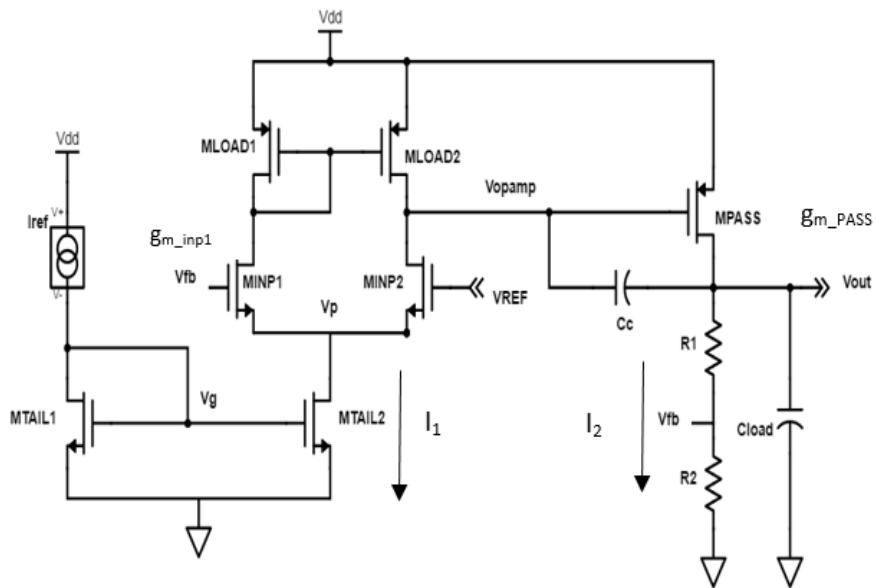 Vdd
Vdd
MLOAD1
MLOAD2
Vopamp
MPASS
gm_PASS
Iref
V+
V-
gm_inp1
Vfb
MINP1
Vp
MINP2
VREF
Cc
Vout
R1
MTAIL1
Vg
MTAIL2
I1
I2
Vfb
Cload
R2